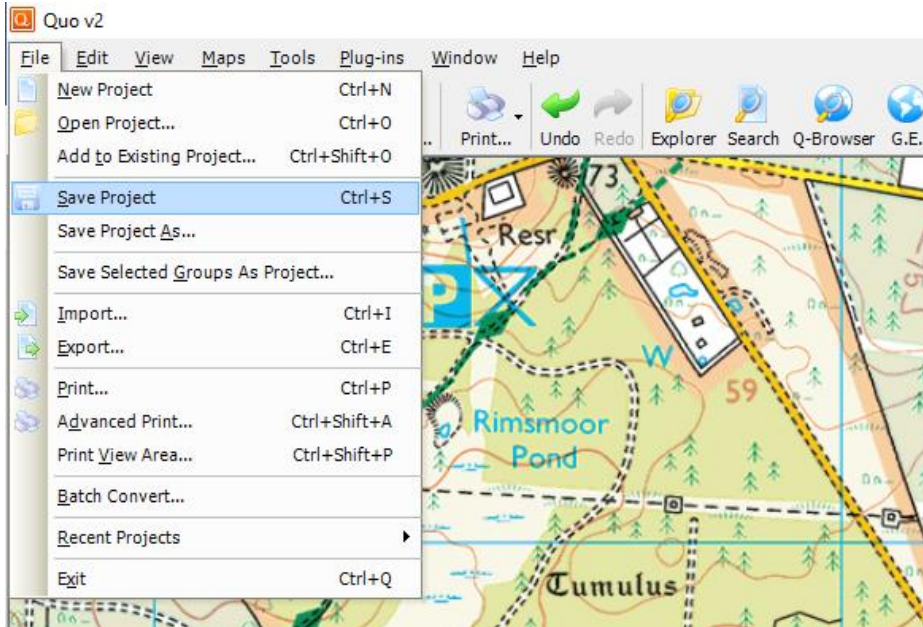 Quo v2
File Edit View Maps Tools Plug-ins Window Help
New Project Ctrl+N
Open Project... Ctrl+O
Add to Existing Project... Ctrl+Shift+O
Save Project Ctrl+S
Save Project As...
Save Selected Groups As Project...
Import... Ctrl+I
Export... Ctrl+E
Print... Ctrl+P
Advanced Print... Ctrl+Shift+A
Print View Area... Ctrl+Shift+P
Batch Convert...
Recent Projects
Exit Ctrl+Q
.. Print... Undo Redo Explorer Search Q-Browser G.E.
73
Resr
P
W
59
Rimsmoor
Pond
Tumulus